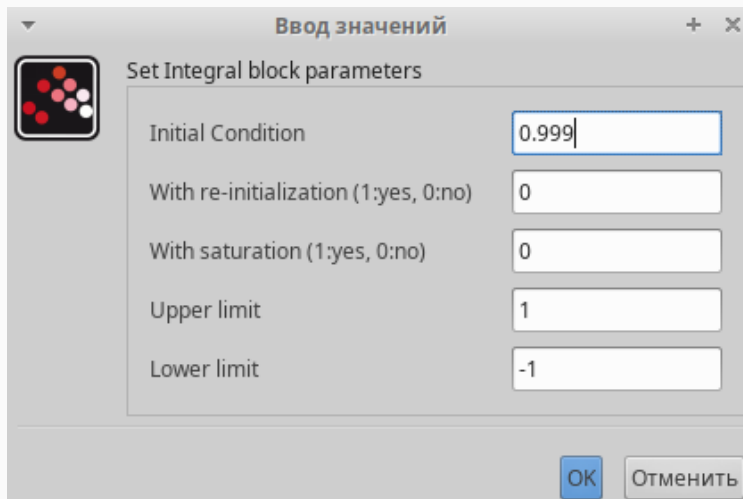 Ввод значений
Set Integral block parameters
Initial Condition 0.999
With re-initialization (1:yes, 0:no) 0
With saturation (1:yes, 0:no) 0
Upper limit 1
Lower limit -1
OK Отменить